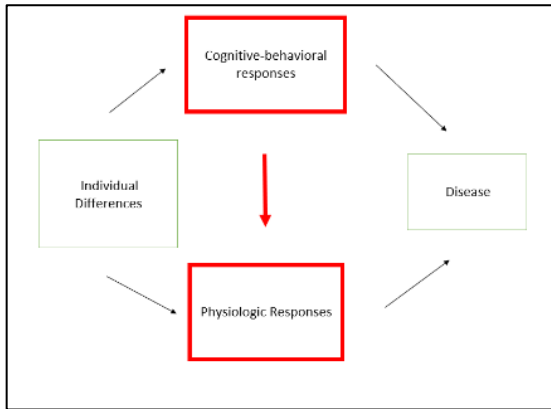 Cognitive-behavioral
responses
Individual
Differences
Disease
Physiologic Responses